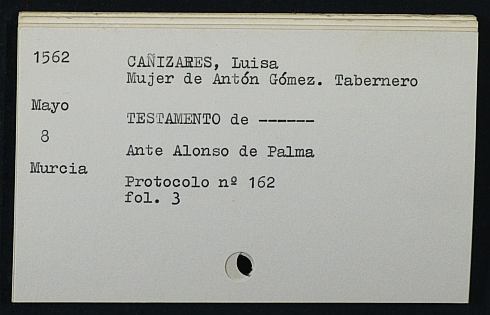 1562 CAÑIZARES, Luisa
Mujer de Antón Gómez. Tabernero
Mayo
TESTAMENTO de ------
8
Ante Alonso de Palma
Murcia
Protocolo nº 162
fol. 3